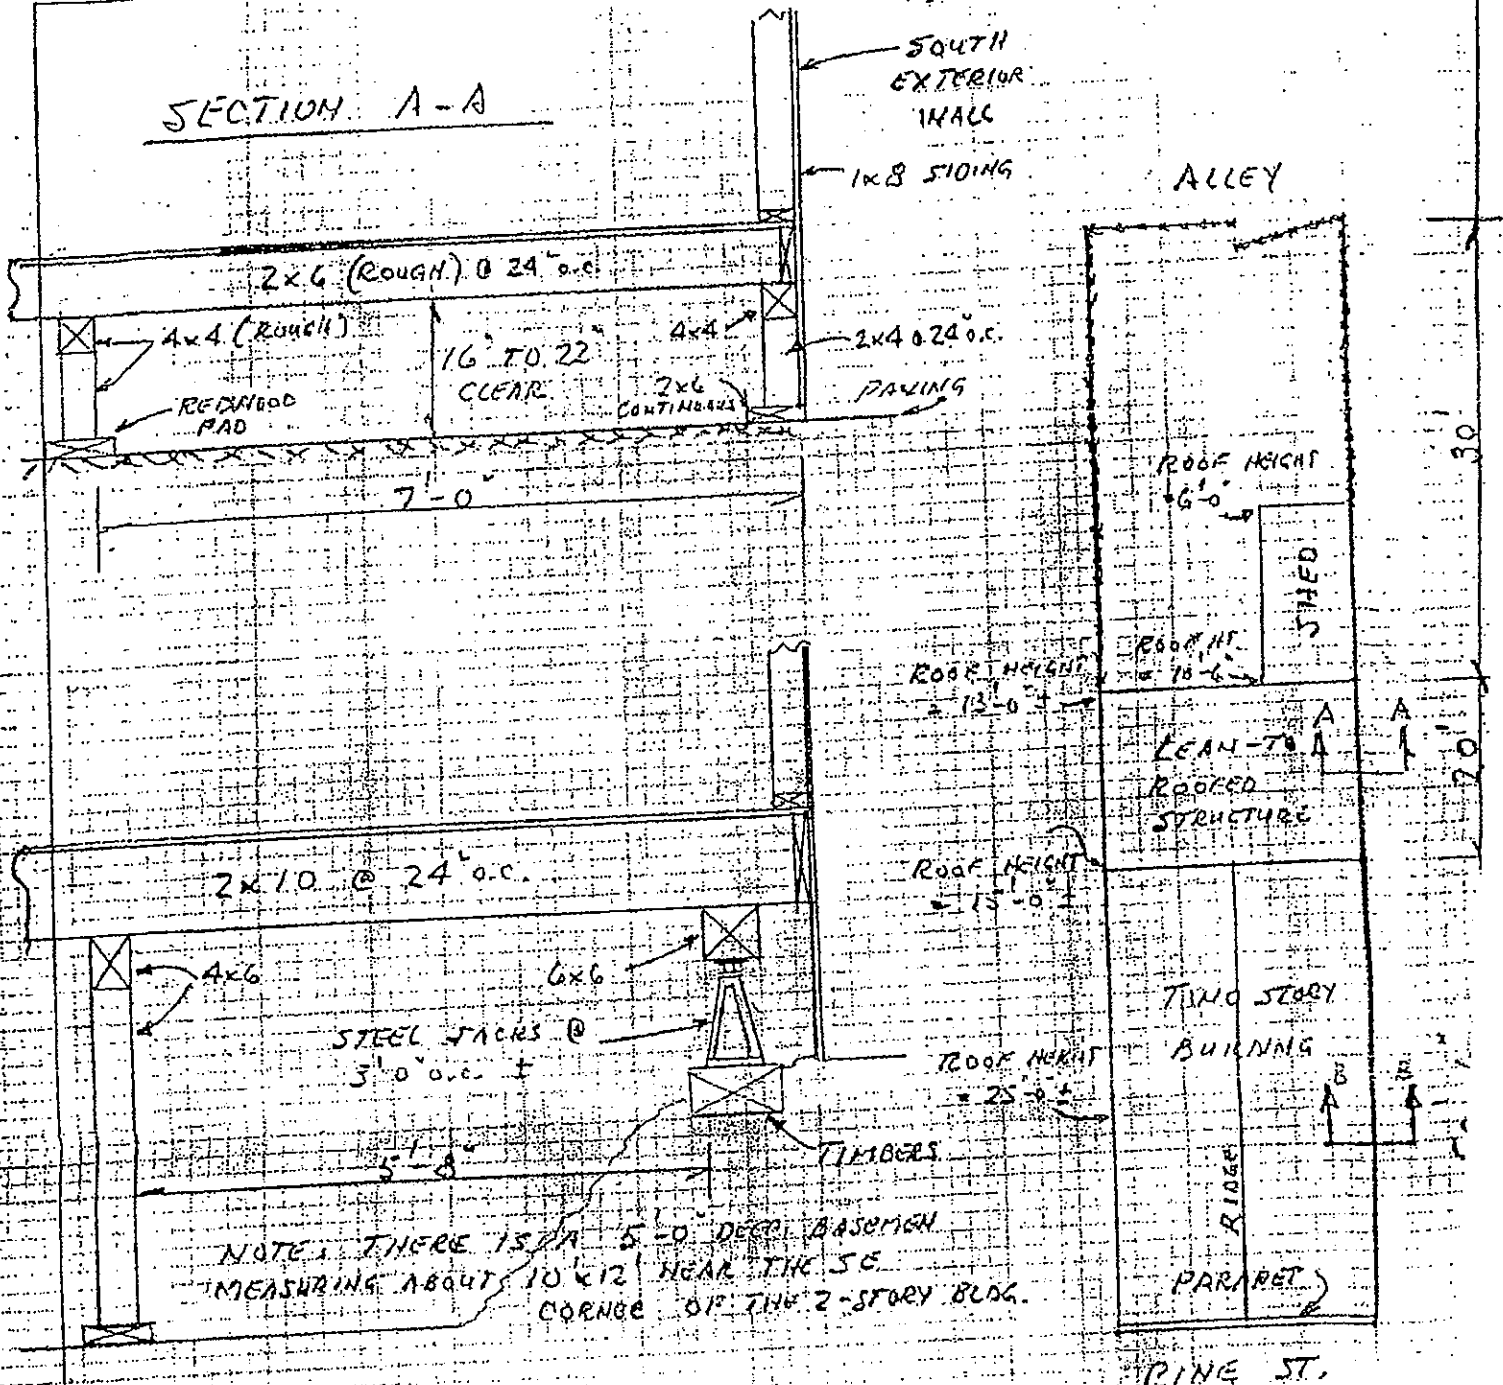 SECTION A-A
SOUTH
EXTERIOR
WALL
1x8 SIDING
2x6 (ROUGH) @ 24" o.c.
4x4 (ROUGH)
16" TO 22"
CLEAR
4x4
2x4 @ 24" o.c.
REDWOOD
PAD
2x6
CONTINUOUS
PAVING
7'-0"
2x10 @ 24" o.c.
4x6
6x6
STEEL JACKS @
3'0" o.c. ±
TIMBERS
5'-8"
NOTE: THERE IS A 5'-0" DEEP BASEMEN
MEASURING ABOUT 10'x12' NEAR THE SE
CORNER OF THE 2-STORY BLDG.
ALLEY
30'
ROOF HEIGHT
= 6'-0"
SHED
ROOF HEIGHT
= 13'-0" ±
ROOF HT.
= 10'-6"
A A
LEAN-TO
ROOFED
STRUCTURE
20'
ROOF HEIGHT
= 15'-0" ±
TWO STORY
BUILDING
ROOF HEIGHT
= 25'-0" ±
B B
RIDGE
PARAPET
PINE ST.